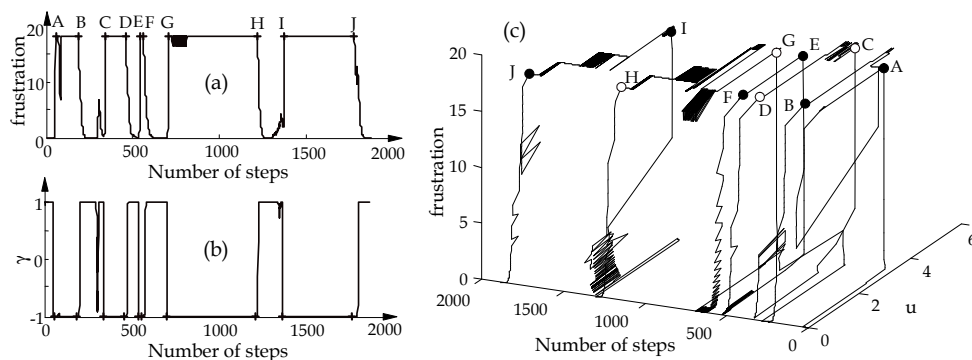 A B C D E F G H I J
20
10
0
frustration
(a)
0 500 1000 1500 2000
Number of steps
1
0
-1
γ
(b)
0 500 1000 1500 2000
Number of steps
(c)
20
15
10
5
0
frustration
J H I F D B G E C A
2000 1500 1000 500 0
Number of steps
0 2 4 6
u